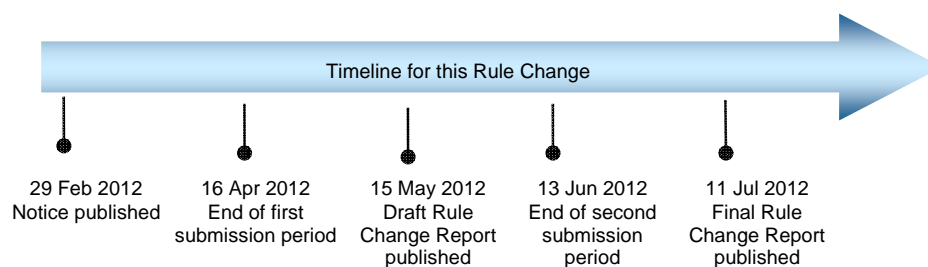 Timeline for this Rule Change
29 Feb 2012
Notice published
16 Apr 2012
End of first
submission period
15 May 2012
Draft Rule
Change Report
published
13 Jun 2012
End of second
submission
period
11 Jul 2012
Final Rule
Change Report
published